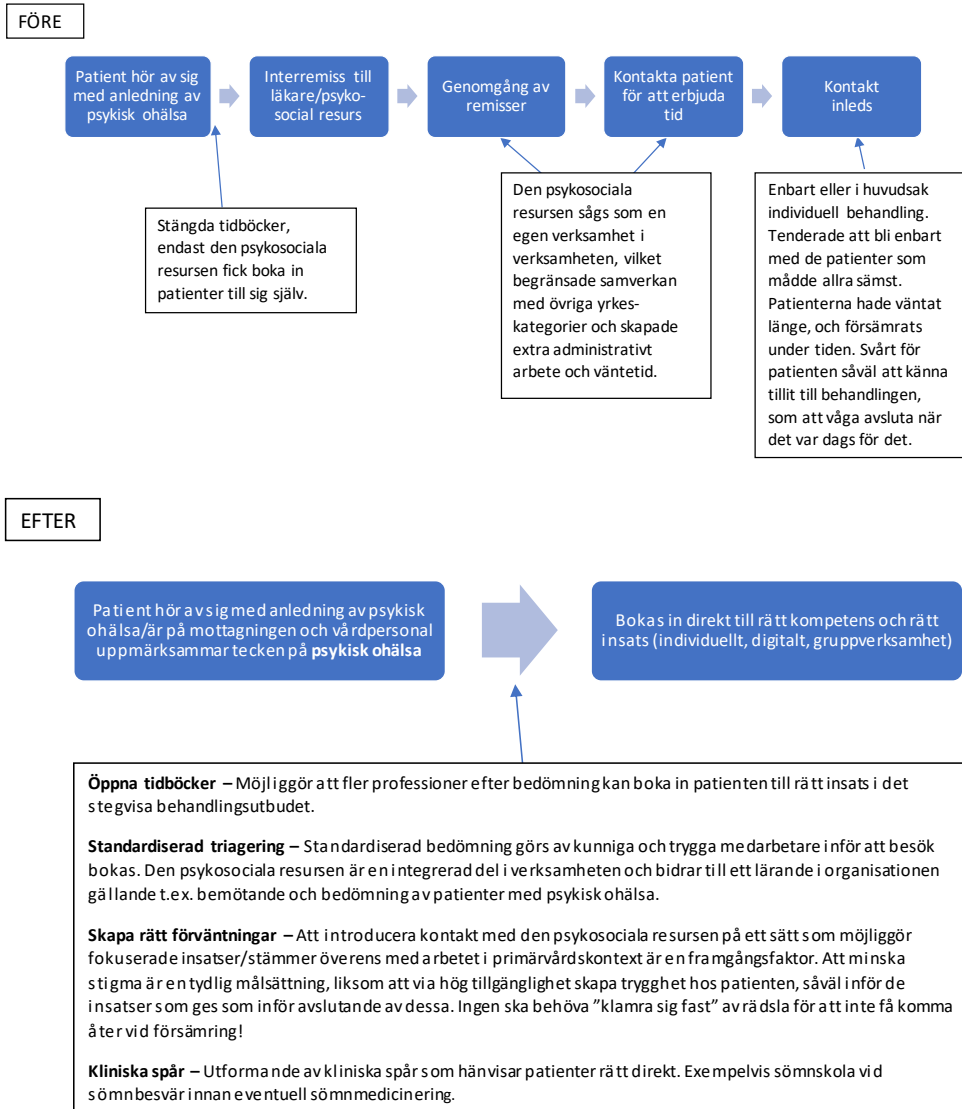 FÖRE
Patient hör av sig
med anledning av
psykisk ohälsa
Interremiss till
läkare/psyko-
social resurs
Genomgång av
remisser
Kontakta patient
för att erbjuda
tid
Kontakt
inleds
Stängda tidböcker,
endast den psykosociala
resursen fick boka in
patienter till sig själv.
Den psykosociala
resursen sågs som en
egen verksamhet i
verksamheten, vilket
begränsade samverkan
med övriga yrkes-
kategorier och skapade
extra administrativt
arbete och väntetid.
Enbart eller i huvudsak
individuell behandling.
Tenderade att bli enbart
med de patienter som
mådde allra sämst.
Patienterna hade väntat
länge, och försämrats
under tiden. Svårt för
patienten såväl att känna
tillit till behandlingen,
som att våga avsluta när
det var dags för det.
EFTER
Patient hör av sig med anledning av psykisk
ohälsa/är på mottagningen och vårdpersonal
uppmärksammar tecken på psykisk ohälsa
Bokas in direkt till rätt kompetens och rätt
insats (individuellt, digitalt, gruppverksamhet)
Öppna tidböcker – Möjliggör att fler professioner efter bedömning kan boka in patienten till rätt insats i det
stegvisa behandlingsutbudet.
Standardiserad triagering – Standardiserad bedömning görs av kunniga och trygga medarbetare inför att besök
bokas. Den psykosociala resursen är en integrerad del i verksamheten och bidrar till ett lärande i organisationen
gällande t.ex. bemötande och bedömning av patienter med psykisk ohälsa.
Skapa rätt förväntningar – Att introducera kontakt med den psykosociala resursen på ett sätt som möjliggör
fokuserade insatser/stämmer överens med arbetet i primärvårdskontext är en framgångsfaktor. Att minska
stigma är en tydlig målsättning, liksom att via hög tillgänglighet skapa trygghet hos patienten, såväl inför de
insatser som ges som inför avslutande av dessa. Ingen ska behöva ”klamra sig fast” av rädsla för att inte få komma
åter vid försämring!
Kliniska spår – Utformande av kliniska spår som hänvisar patienter rätt direkt. Exempelvis sömnskola vid
sömnbesvär innan eventuell sömnmedicinering.